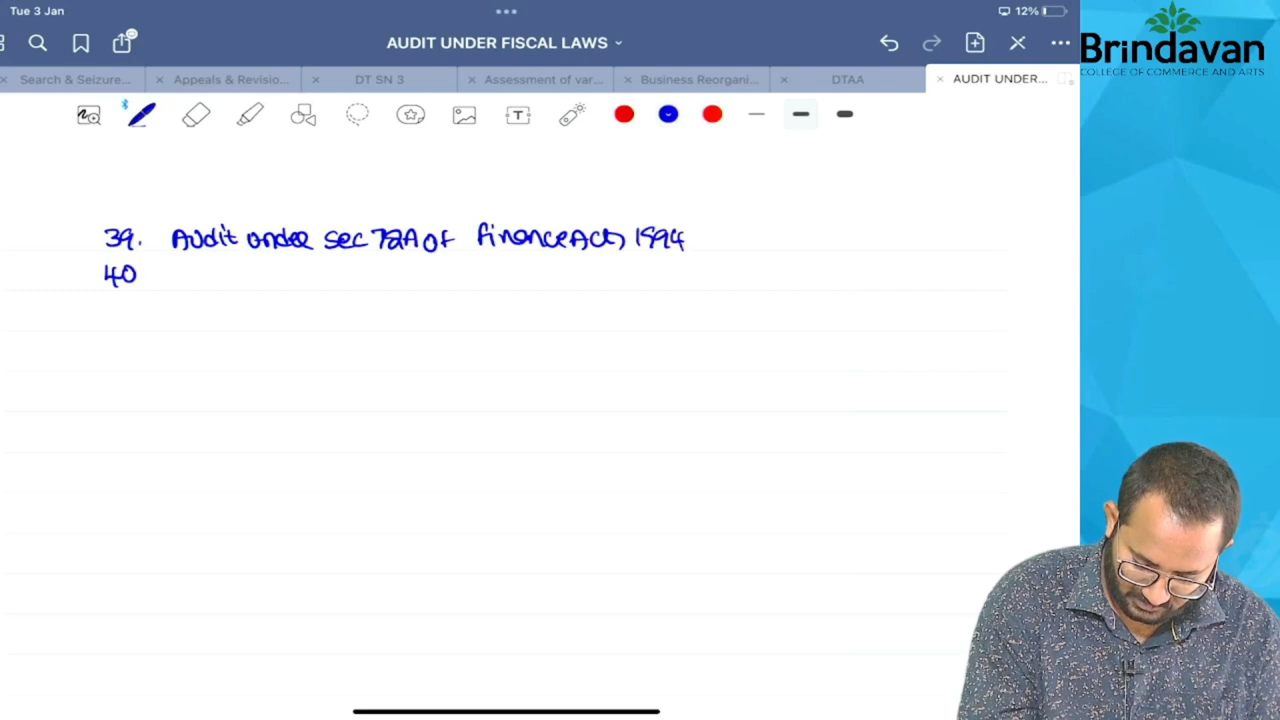 Tue 3 Jan
12%
AUDIT UNDER FISCAL LAWS
Search & Seizure...
Appeals & Revisio...
DT SN 3
Assessment of var...
Business Reorgani...
DTAA
AUDIT UNDER...
T
Brindavan
COLLEGE OF COMMERCE AND ARTS
39. Audit under sec 72A of Finance Act, 1994
40